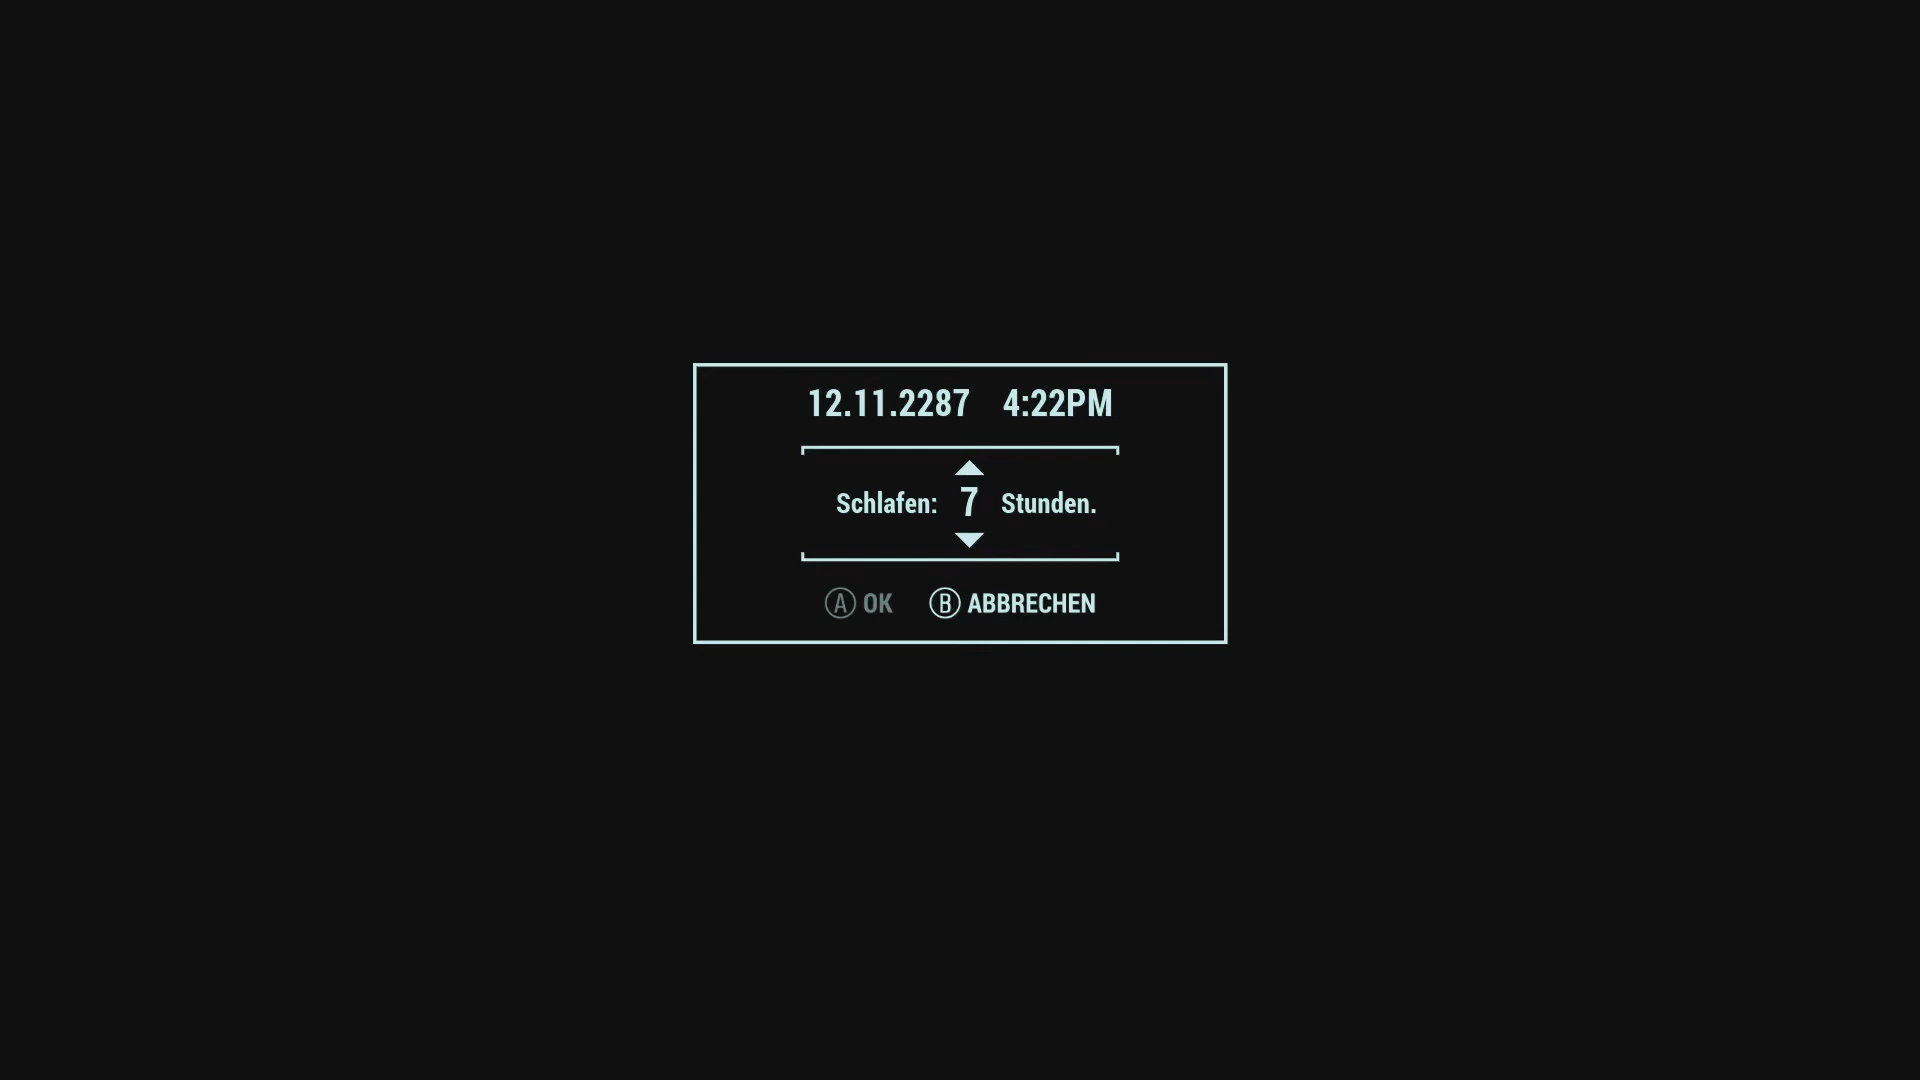 12.11.2287 4:22PM
Schlafen: 7 Stunden.
Ⓐ OK Ⓑ ABBRECHEN